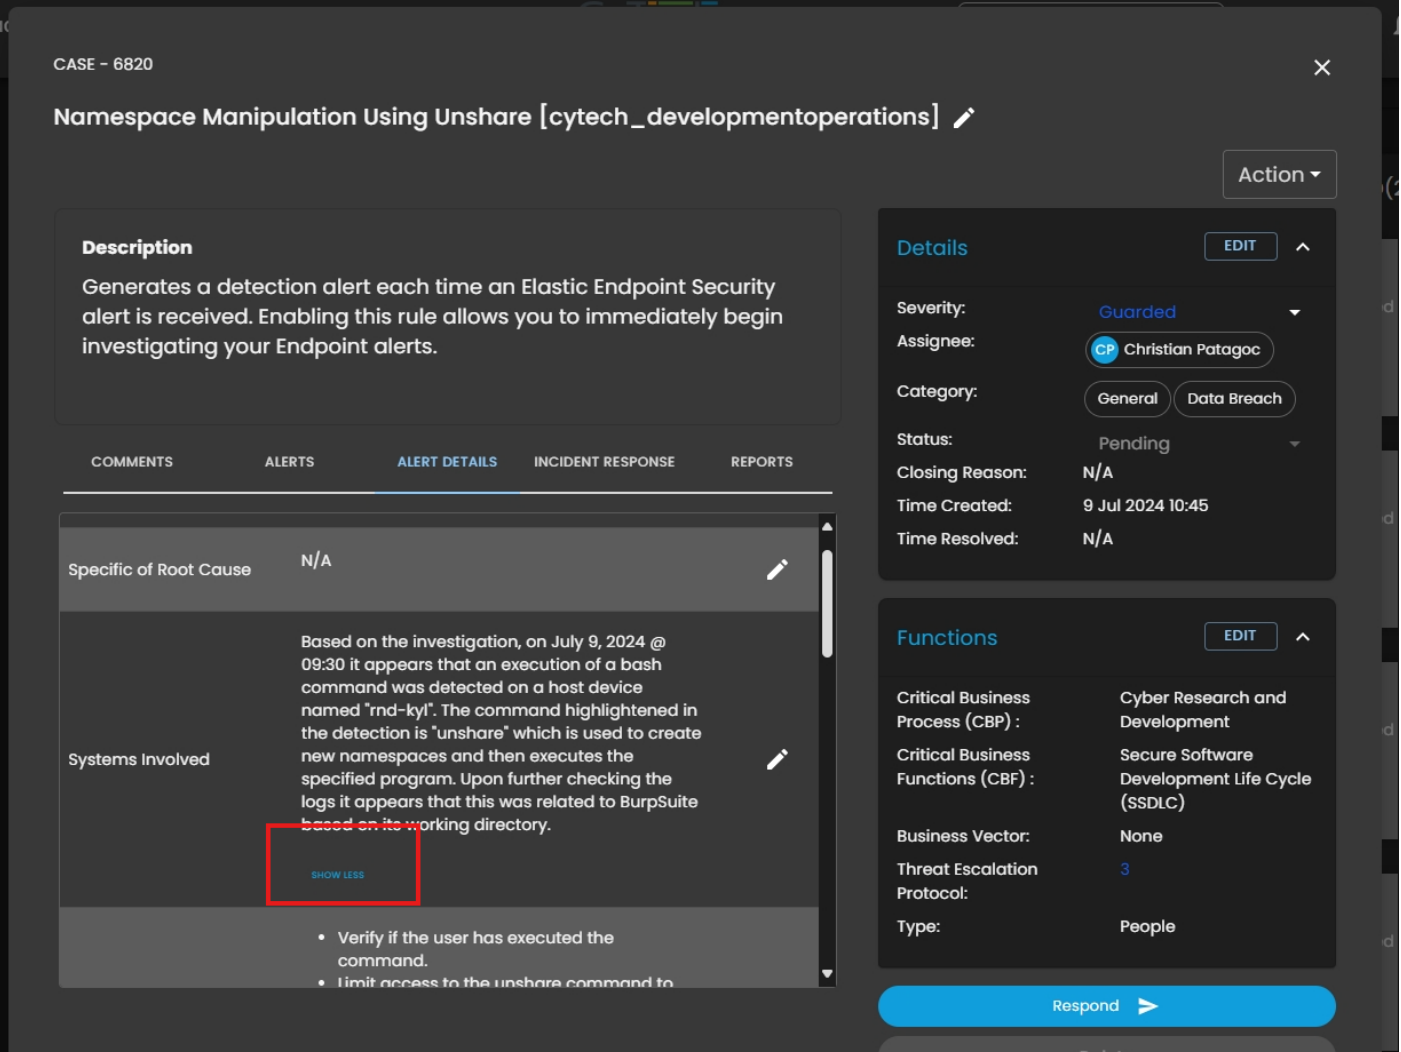 CASE - 6820
Namespace Manipulation Using Unshare [cytech_developmentoperations]
Action
Description
Generates a detection alert each time an Elastic Endpoint Security
alert is received. Enabling this rule allows you to immediately begin
investigating your Endpoint alerts.
COMMENTS
ALERTS
ALERT DETAILS
INCIDENT RESPONSE
REPORTS
Specific of Root Cause
N/A
Systems Involved
Based on the investigation, on July 9, 2024 @
09:30 it appears that an execution of a bash
command was detected on a host device
named "rnd-kyl". The command highlightened in
the detection is "unshare" which is used to create
new namespaces and then executes the
specified program. Upon further checking the
logs it appears that this was related to BurpSuite
based on its working directory.
SHOW LESS
• Verify if the user has executed the
command.
• Limit access to the unshare command to
Details
EDIT
Severity:
Guarded
Assignee:
CP Christian Patagoc
Category:
General
Data Breach
Status:
Pending
Closing Reason:
N/A
Time Created:
9 Jul 2024 10:45
Time Resolved:
N/A
Functions
EDIT
Critical Business
Process (CBP) :
Cyber Research and
Development
Critical Business
Functions (CBF) :
Secure Software
Development Life Cycle
(SSDLC)
Business Vector:
None
Threat Escalation
Protocol:
3
Type:
People
Respond